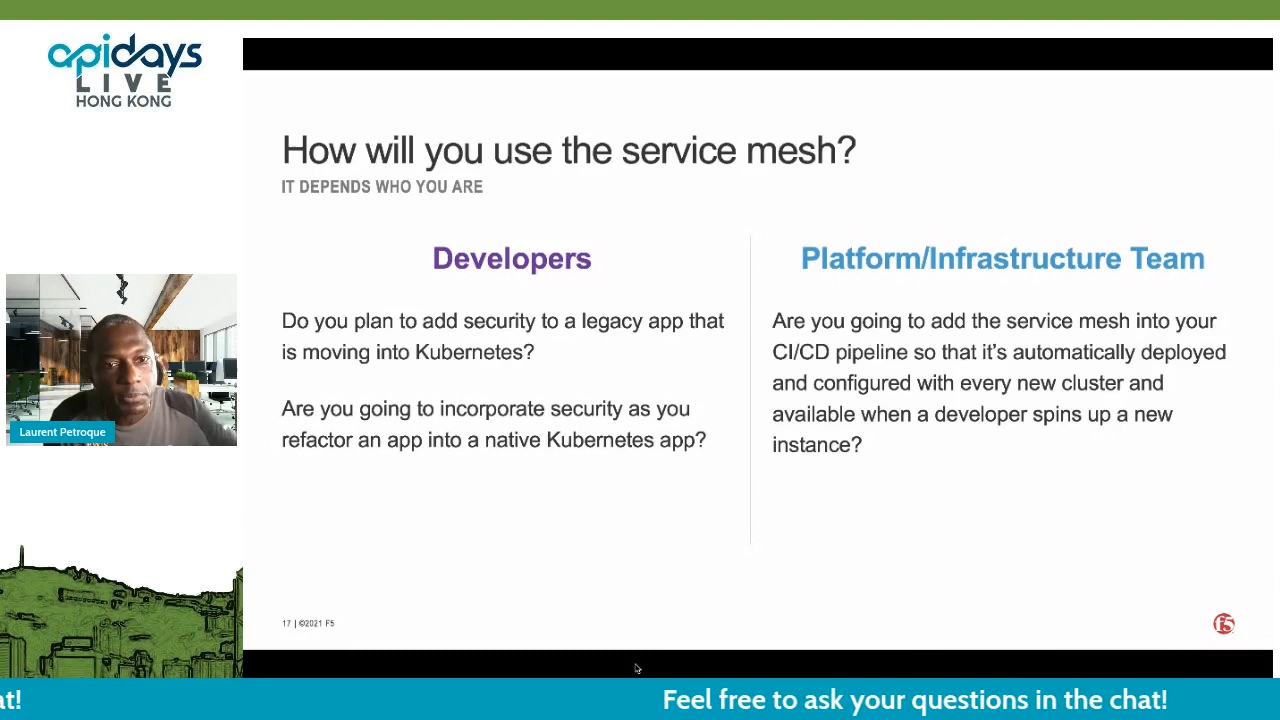 apidays
LIVE
HONG KONG
How will you use the service mesh?
IT DEPENDS WHO YOU ARE
Developers
Do you plan to add security to a legacy app that
is moving into Kubernetes?
Are you going to incorporate security as you
refactor an app into a native Kubernetes app?
Platform/Infrastructure Team
Are you going to add the service mesh into your
CI/CD pipeline so that it's automatically deployed
and configured with every new cluster and
available when a developer spins up a new
instance?
Laurent Petroque
17 | ©2021 F5
f5
at!
Feel free to ask your questions in the chat!